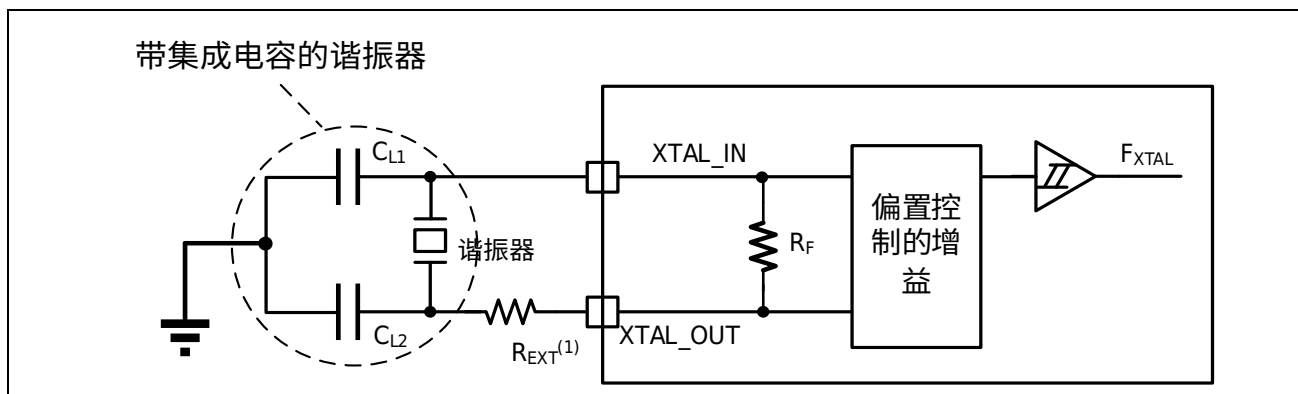 带集成电容的谐振器
CL1
XTAL_IN
FXTAL
偏置控
制的增
益
谐振器
RF
CL2
REXT(1)
XTAL_OUT